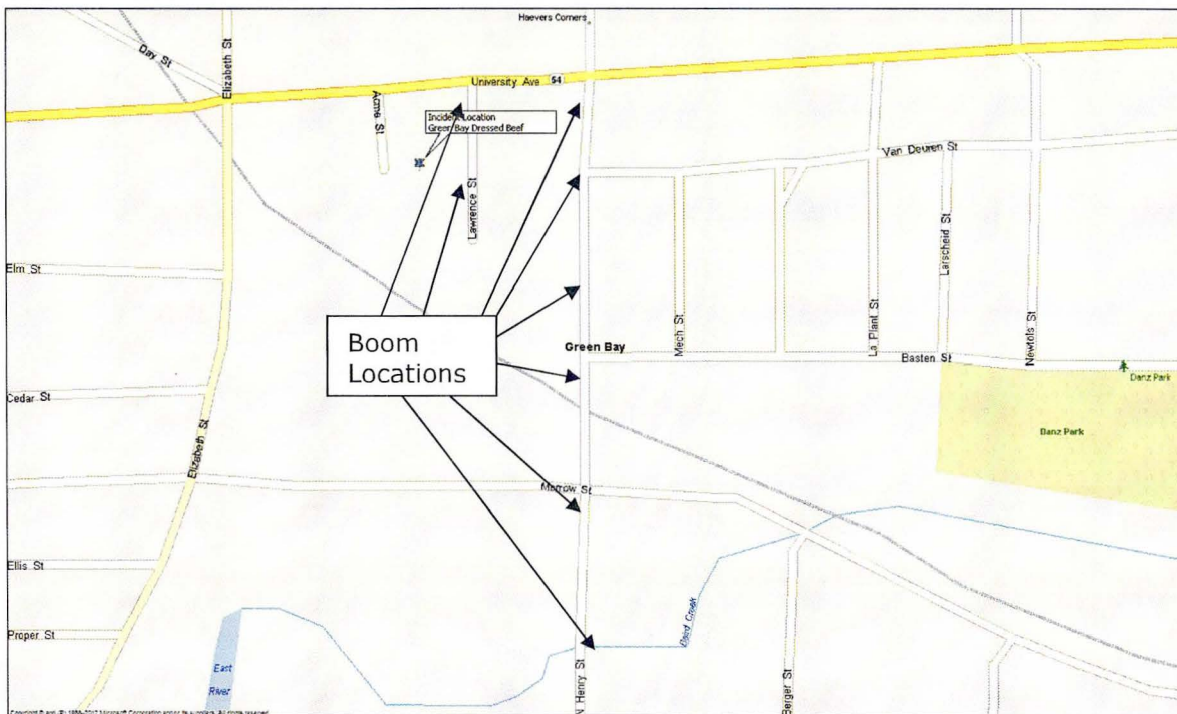 Haevers Corners
Day St
Elizabeth St
University Ave 54
Acme St
Incident Location
Green Bay Dressed Beef
Lawrence St
Van Deuren St
Larscheid St
Elm St
Mech St
La Plant St
Newtols St
Boom
Locations
Green Bay
Basten St
Danz Park
Cedar St
Danz Park
Elizabeth St
Morrow St
Ellis St
Baird Creek
Proper St
East
River
N Henry St
Berger St